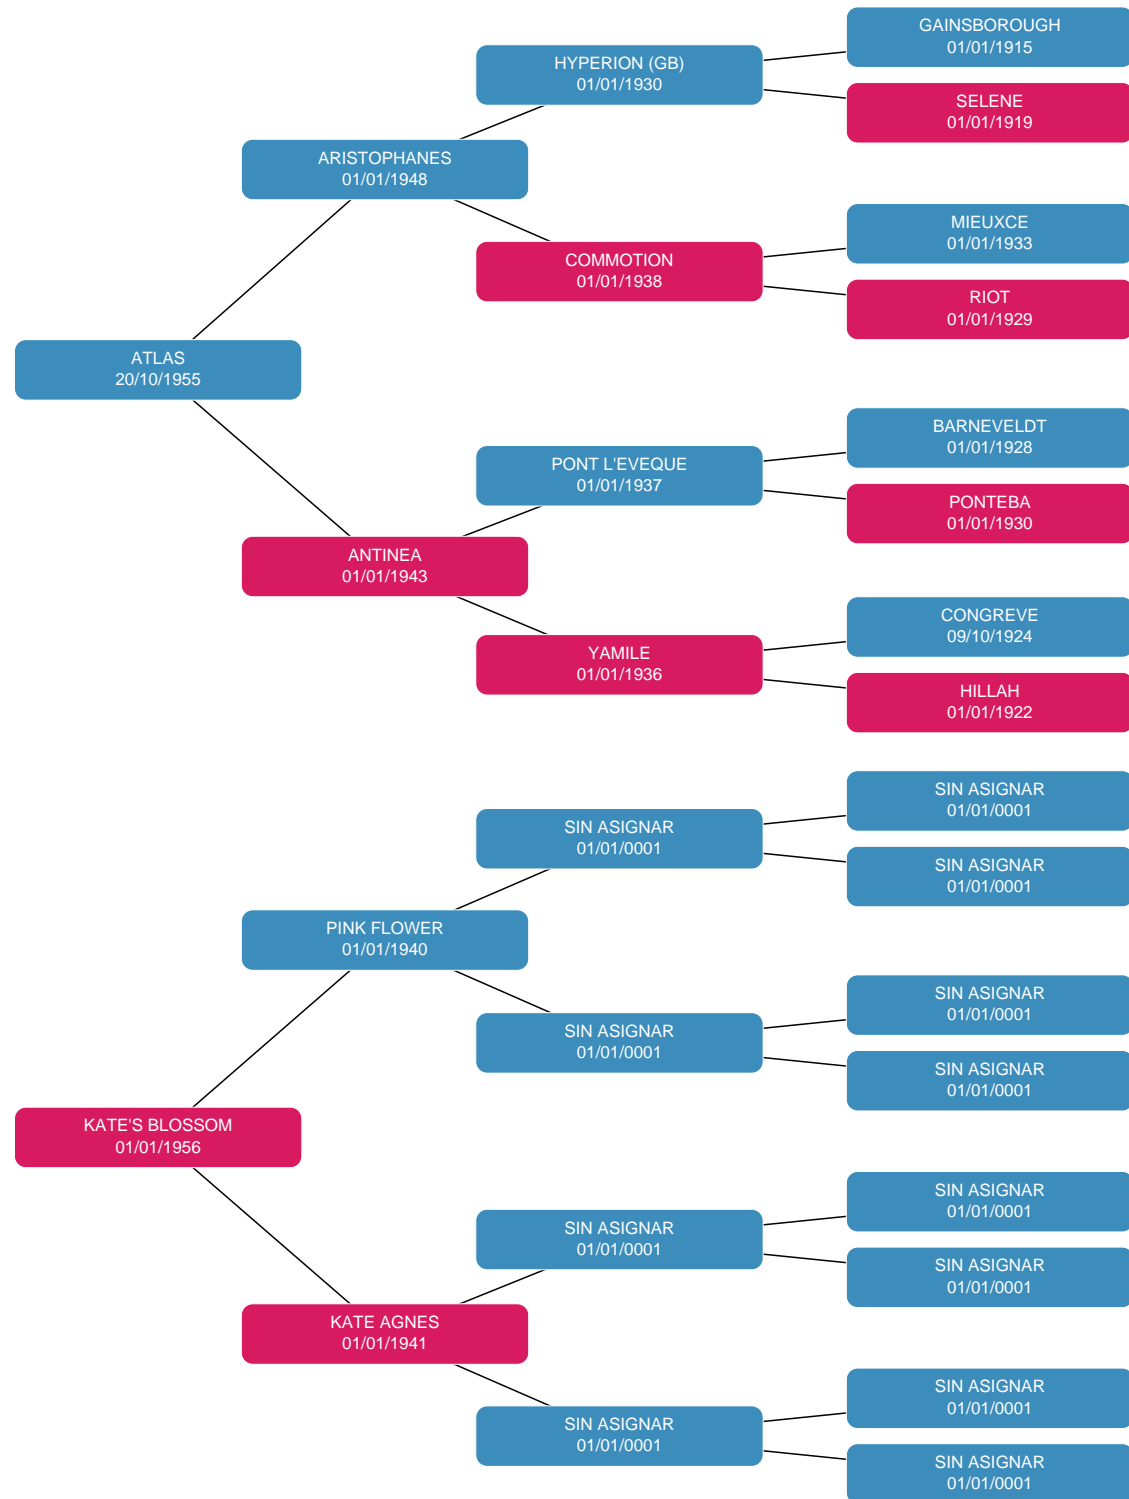 GAINSBOROUGH
01/01/1915
HYPERION (GB)
01/01/1930
SELENE
01/01/1919
ARISTOPHANES
01/01/1948
MIEUXCE
01/01/1933
COMMOTION
01/01/1938
RIOT
01/01/1929
ATLAS
20/10/1955
BARNEVELDT
01/01/1928
PONT L'EVEQUE
01/01/1937
PONTEBA
01/01/1930
ANTINEA
01/01/1943
CONGREVE
09/10/1924
YAMILE
01/01/1936
HILLAH
01/01/1922
SIN ASIGNAR
01/01/0001
SIN ASIGNAR
01/01/0001
SIN ASIGNAR
01/01/0001
PINK FLOWER
01/01/1940
SIN ASIGNAR
01/01/0001
SIN ASIGNAR
01/01/0001
SIN ASIGNAR
01/01/0001
KATE'S BLOSSOM
01/01/1956
SIN ASIGNAR
01/01/0001
SIN ASIGNAR
01/01/0001
SIN ASIGNAR
01/01/0001
KATE AGNES
01/01/1941
SIN ASIGNAR
01/01/0001
SIN ASIGNAR
01/01/0001
SIN ASIGNAR
01/01/0001